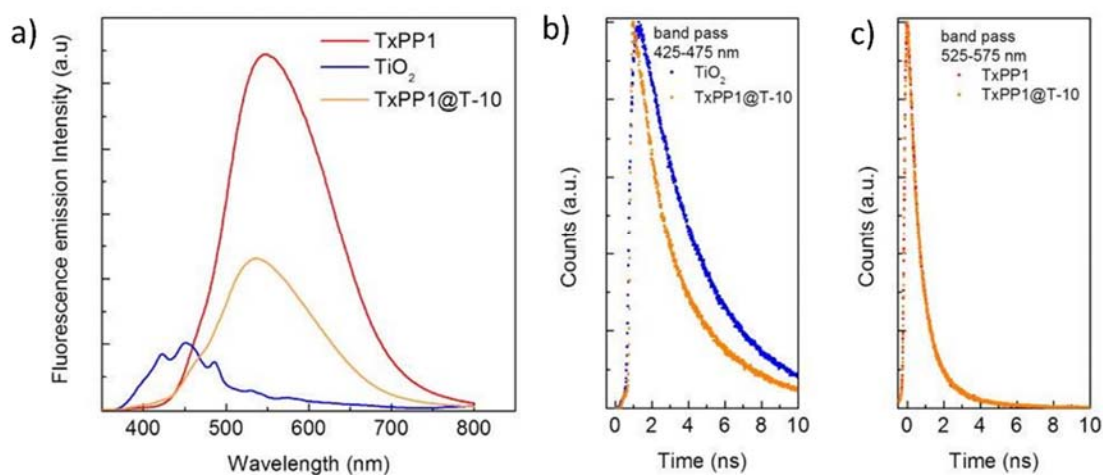 a)
Fluorescence emission Intensity (a.u)
TxPP1
TiO₂
TxPP1@T-10
400 500 600 700 800
Wavelength (nm)
b)
Counts (a.u.)
band pass
425-475 nm
TiO₂
TxPP1@T-10
0 2 4 6 8 10
Time (ns)
c)
Counts (a.u.)
band pass
525-575 nm
TxPP1
TxPP1@T-10
0 2 4 6 8 10
Time (ns)